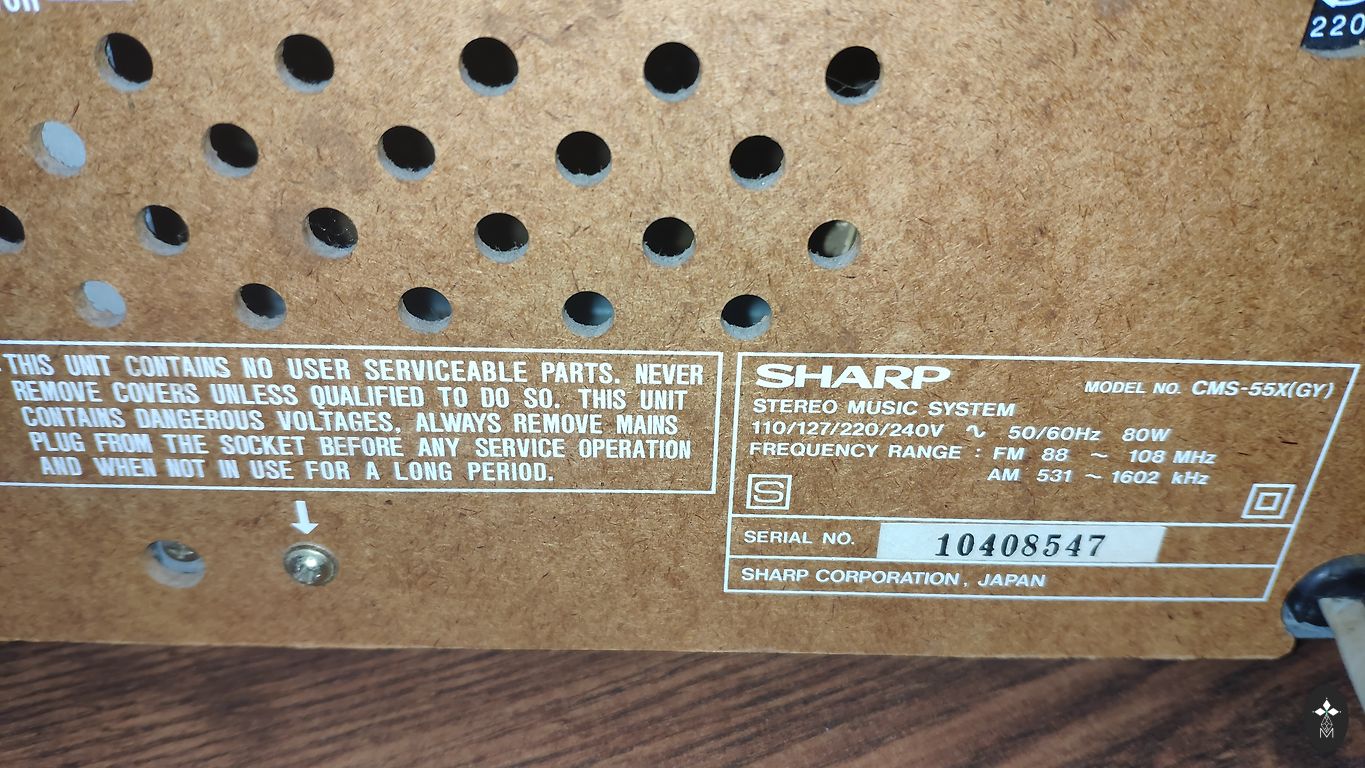 220
THIS UNIT CONTAINS NO USER SERVICEABLE PARTS. NEVER
REMOVE COVERS UNLESS QUALIFIED TO DO SO. THIS UNIT
CONTAINS DANGEROUS VOLTAGES, ALWAYS REMOVE MAINS
PLUG FROM THE SOCKET BEFORE ANY SERVICE OPERATION
AND WHEN NOT IN USE FOR A LONG PERIOD.
SHARP MODEL NO. CMS-55X(GY)
STEREO MUSIC SYSTEM
110/127/220/240V ∿ 50/60Hz 80W
FREQUENCY RANGE : FM 88 ~ 108 MHz
AM 531 ~ 1602 kHz
S
SERIAL NO. 10408547
SHARP CORPORATION, JAPAN
M